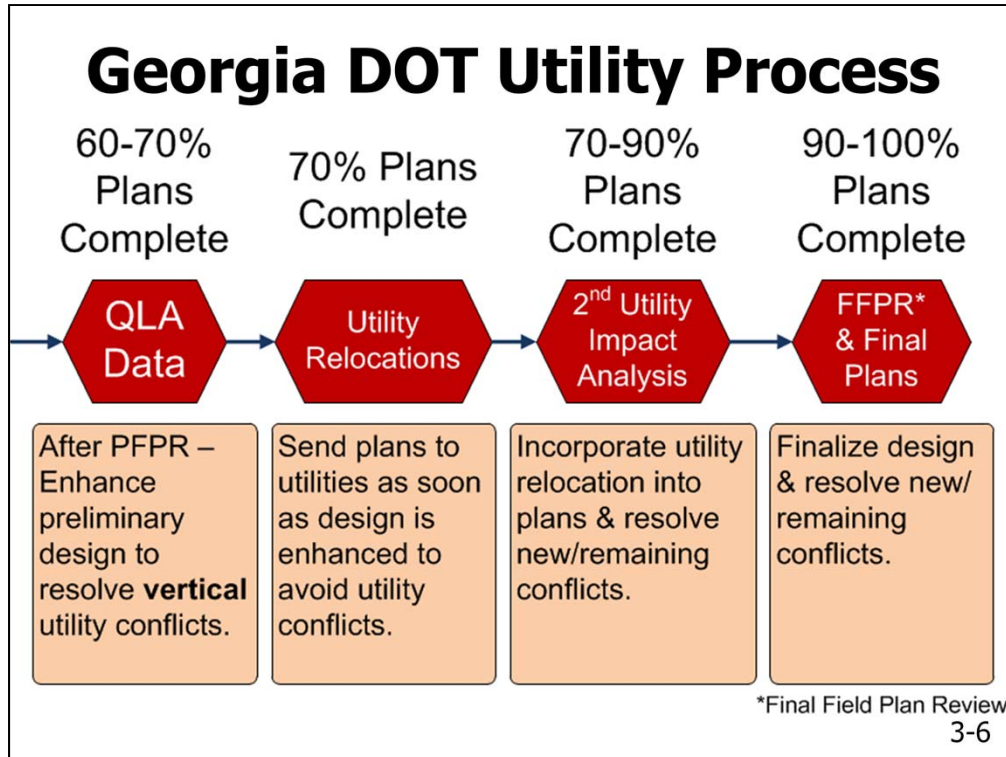 Georgia DOT Utility Process
60-70%
Plans
Complete
70% Plans
Complete
70-90%
Plans
Complete
90-100%
Plans
Complete
QLA
Data
Utility
Relocations
2nd Utility
Impact
Analysis
FFPR*
& Final
Plans
After PFPR –
Enhance
preliminary
design to
resolve vertical
utility conflicts.
Send plans to
utilities as soon
as design is
enhanced to
avoid utility
conflicts.
Incorporate utility
relocation into
plans & resolve
new/remaining
conflicts.
Finalize design
& resolve new/
remaining
conflicts.
*Final Field Plan Review
3-6